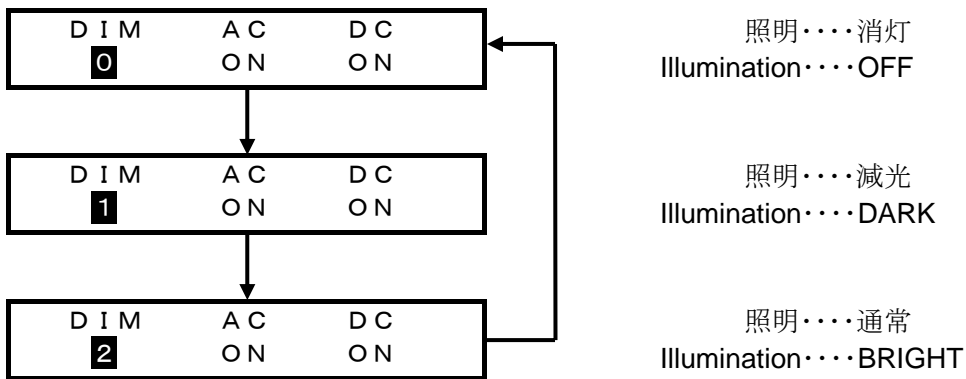 ＤＩＭ ＡＣ ＤＣ
０ ＯＮ ＯＮ
照明・・・・消灯
Illumination・・・・OFF
ＤＩＭ ＡＣ ＤＣ
１ ＯＮ ＯＮ
照明・・・・減光
Illumination・・・・DARK
ＤＩＭ ＡＣ ＤＣ
２ ＯＮ ＯＮ
照明・・・・通常
Illumination・・・・BRIGHT